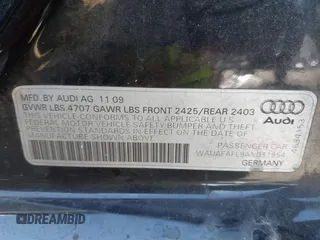 MFD BY AUDI AG 11 09
GVWR LBS 4707 GAWR LBS FRONT 2425/REAR 2403
THIS VEHICLE CONFORMS TO ALL APPLICABLE U S
FEDERAL MOTOR VEHICLE SAFETY BUMPER AND THEFT
PREVENTION STANDARDS IN EFFECT ON THE DATE OF
MANUFACTURE SHOWN ABOVE
Audi
PASSENGER CAR
GERMANY
DREAMBID